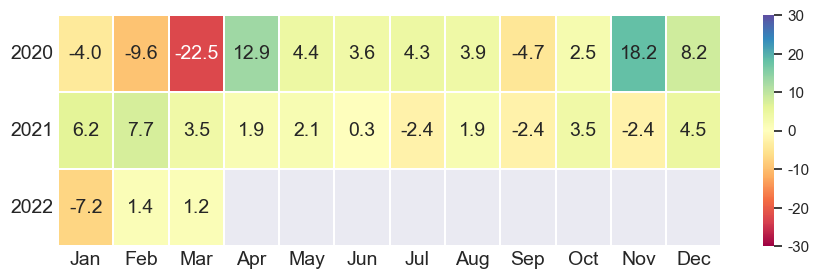 2020 -4.0 -9.6 -22.5 12.9 4.4 3.6 4.3 3.9 -4.7 2.5 18.2 8.2
2021 6.2 7.7 3.5 1.9 2.1 0.3 -2.4 1.9 -2.4 3.5 -2.4 4.5
2022 -7.2 1.4 1.2
Jan Feb Mar Apr May Jun Jul Aug Sep Oct Nov Dec
30
20
10
0
-10
-20
-30